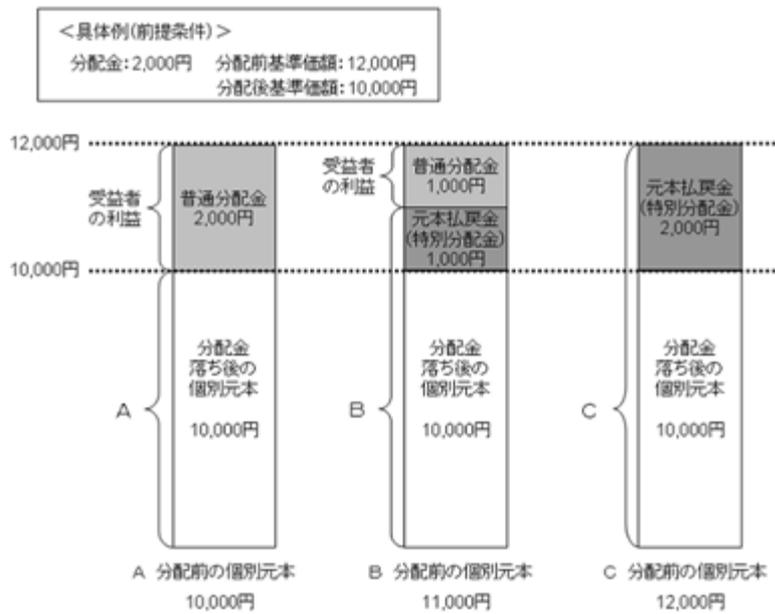 ＜具体例(前提条件)＞
分配金：2,000円 分配前基準価額：12,000円
分配後基準価額：10,000円
12,000円
受益者
の利益
普通分配金
2,000円
10,000円
分配金
落ち後の
個別元本
10,000円
A
A 分配前の個別元本
10,000円
受益者
の利益
普通分配金
1,000円
元本払戻金
(特別分配金)
1,000円
分配金
落ち後の
個別元本
10,000円
B
B 分配前の個別元本
11,000円
元本払戻金
(特別分配金)
2,000円
分配金
落ち後の
個別元本
10,000円
C
C 分配前の個別元本
12,000円